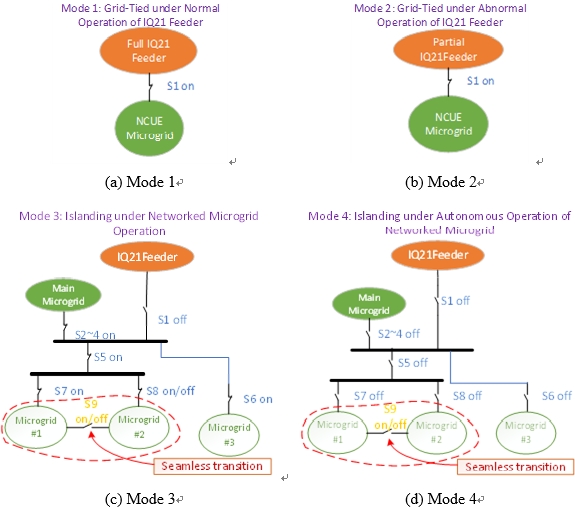 Mode 1: Grid-Tied under Normal
Operation of IQ21 Feeder
Full IQ21
Feeder
S1 on
NCUE
Microgrid
(a) Mode 1
Mode 2: Grid-Tied under Abnormal
Operation of IQ21 Feeder
Partial
IQ21Feeder
S1 on
NCUE
Microgrid
(b) Mode 2
Mode 3: Islanding under Networked Microgrid
Operation
IQ21Feeder
Main
Microgrid
S1 off
S2~4 on
S5 on
S7 on
S8 on/off
S9
on/off
S6 on
Microgrid
#1
Microgrid
#2
Microgrid
#3
Seamless transition
(c) Mode 3
Mode 4: Islanding under Autonomous Operation of
Networked Microgrid
IQ21Feeder
Main
Microgrid
S1 off
S2~4 off
S5 off
S7 off
S8 off
S9
on/off
S6 off
Microgrid
#1
Microgrid
#2
Microgrid
#3
Seamless transition
(d) Mode 4